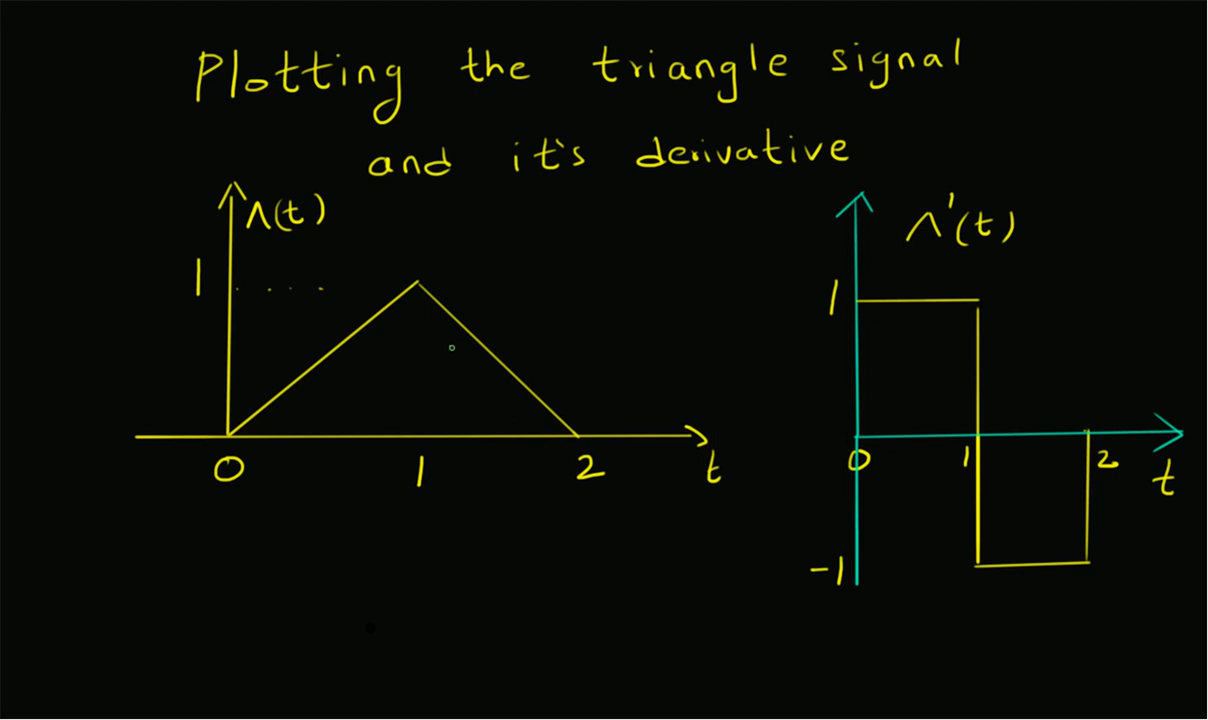 Plotting the triangle signal
and it's derivative
Λ(t)
1
0 1 2 t
Λ'(t)
1
0 1 2 t
-1